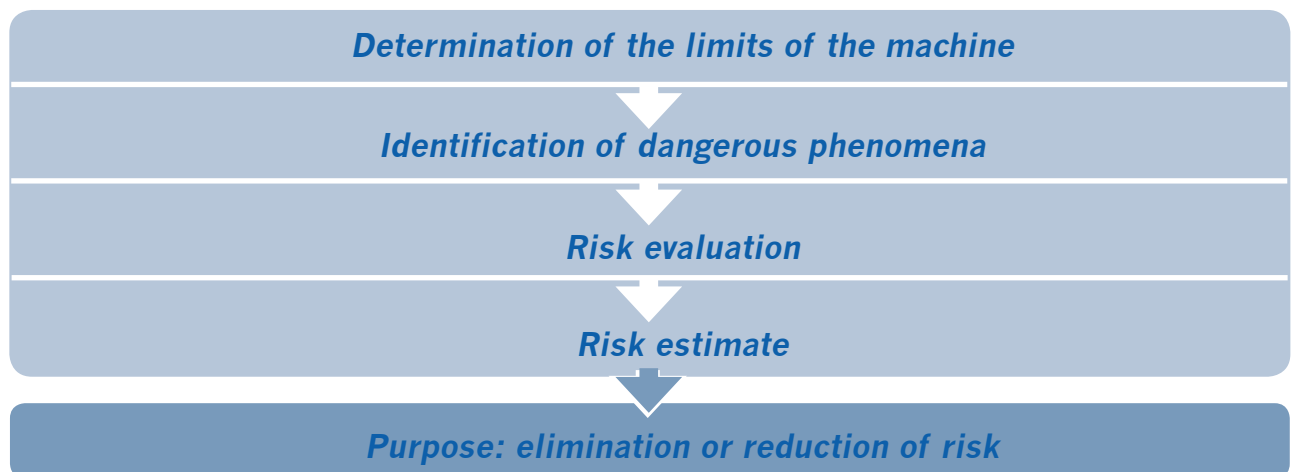 Determination of the limits of the machine
Identification of dangerous phenomena
Risk evaluation
Risk estimate
Purpose: elimination or reduction of risk